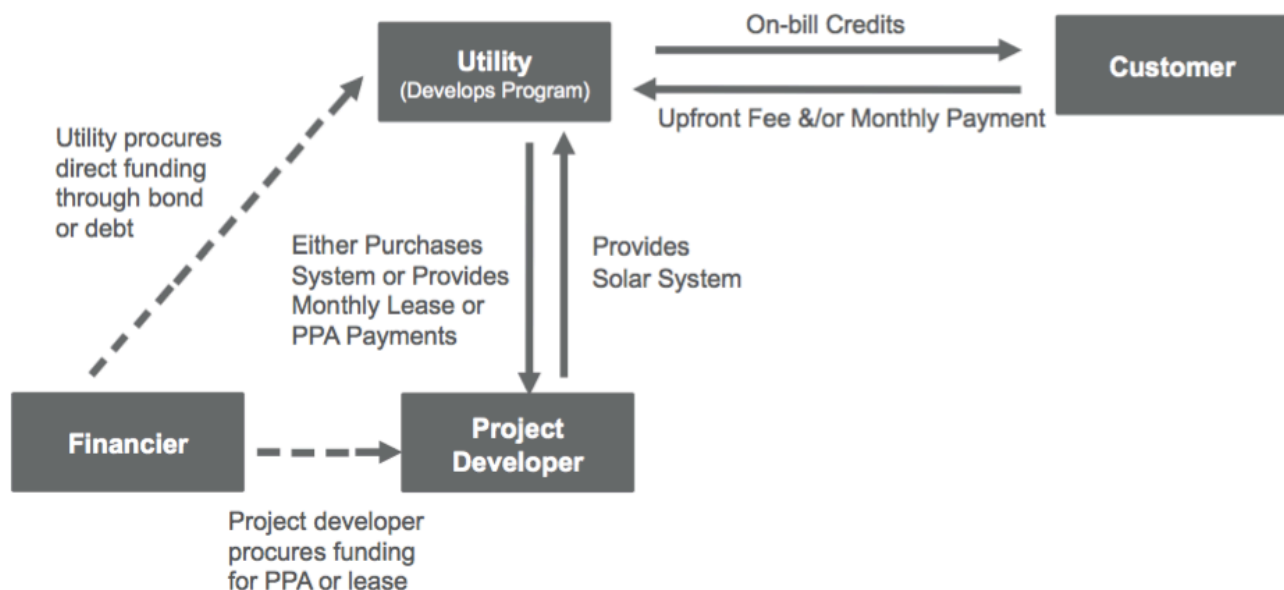 Utility
(Develops Program)
On-bill Credits
Customer
Upfront Fee &/or Monthly Payment
Utility procures
direct funding
through bond
or debt
Either Purchases
System or Provides
Monthly Lease or
PPA Payments
Provides
Solar System
Financier
Project
Developer
Project developer
procures funding
for PPA or lease